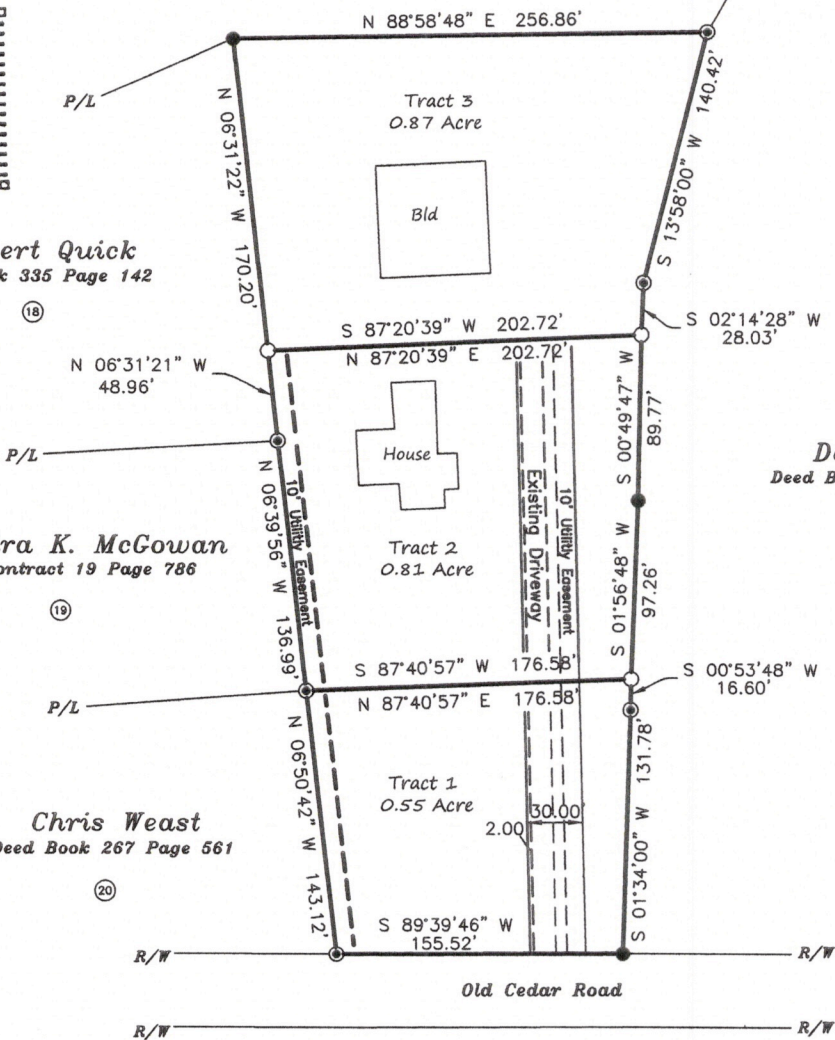 N 88°58'48" E 256.86'
P/L
Tract 3
0.87 Acre
N 06°31'22" W 170.20'
S 13°58'00" W 140.42'
Bld
Quick
335 Page 142
18
S 87°20'39" W 202.72'
N 87°20'39" E 202.72'
S 02°14'28" W
28.03'
N 06°31'21" W
48.96'
P/L
House
S 00°49'47" W
89.77'
Deed
10' Utility Easement
Existing Driveway
10' Utility Easement
N 06°39'56" W 136.99'
K. McGowan
19 Page 786
19
Tract 2
0.81 Acre
S 01°56'48" W
97.26'
S 87°40'57" W 176.58'
N 87°40'57" E 176.58'
S 00°53'48" W
16.60'
P/L
N 06°50'42" W 143.12'
Tract 1
0.55 Acre
30.00'
2.00'
S 01°34'00" W 131.78'
Chris Weast
Deed Book 267 Page 561
20
S 89°39'46" W
155.52'
R/W
R/W
Old Cedar Road
R/W
R/W